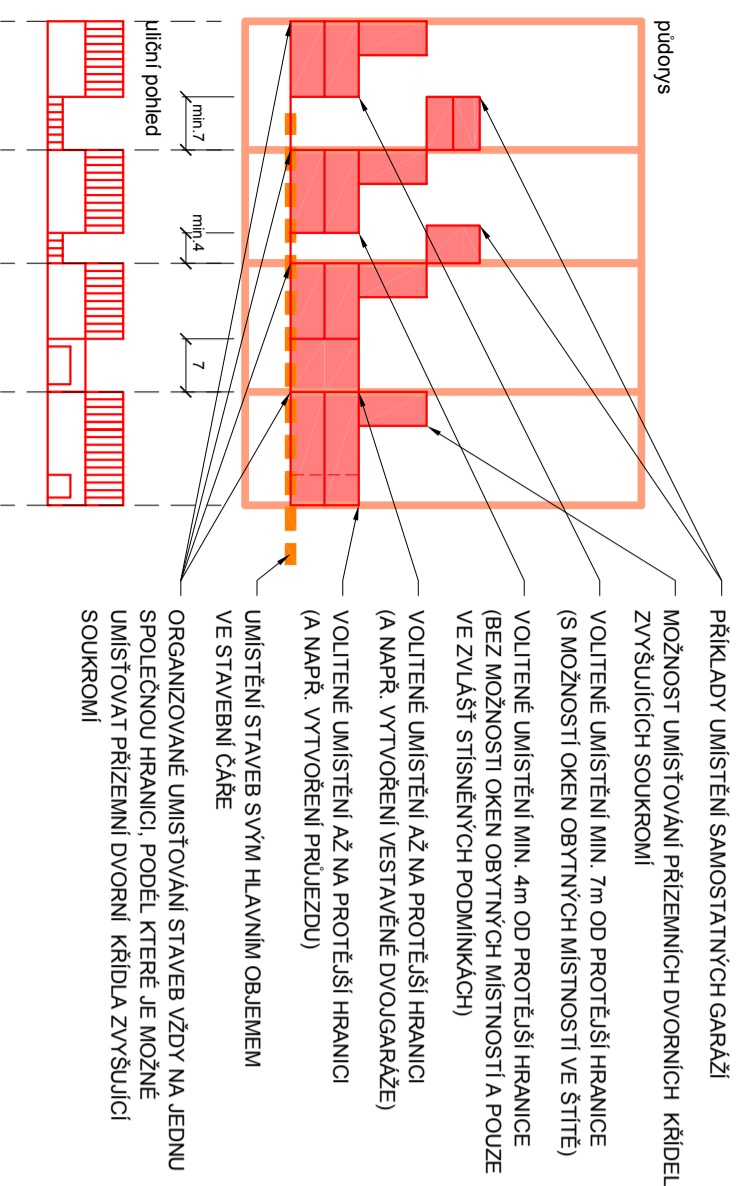 půdorys
PŘÍKLADY UMÍSTĚNÍ SAMOSTATNÝCH GARÁŽÍ
MOŽNOST UMÍSŤOVÁNÍ PŘÍZEMNÍCH DVORNÍCH KŘÍDEL
ZVYŠUJÍCÍCH SOUKROMÍ
VOLITENÉ UMÍSTĚNÍ MIN. 7m OD PROTĚJŠÍ HRANICE
(S MOŽNOSTÍ OKEN OBYTNÝCH MÍSTNOSTÍ VE ŠTÍTĚ)
VOLITENÉ UMÍSTĚNÍ MIN. 4m OD PROTĚJŠÍ HRANICE
(BEZ MOŽNOSTI OKEN OBYTNÝCH MÍSTNOSTÍ A POUZE
VE ZVLÁŠŤ STÍSNĚNÝCH PODMÍNKÁCH)
VOLITENÉ UMÍSTĚNÍ AŽ NA PROTĚJŠÍ HRANICI
(A NAPŘ. VYTVOŘENÍ VESTAVĚNÉ DVOJGARÁŽE)
VOLITENÉ UMÍSTĚNÍ AŽ NA PROTĚJŠÍ HRANICI
(A NAPŘ. VYTVOŘENÍ PRŮJEZDU)
UMÍSTĚNÍ STAVEB SVÝM HLAVNÍM OBJEMEM
VE STAVEBNÍ ČÁŘE
ORGANIZOVANÉ UMISŤOVÁNÍ STAVEB VŽDY NA JEDNU
SPOLEČNOU HRANICI, PODÉL KTERÉ JE MOŽNÉ
UMÍSŤOVAT PŘÍZEMNÍ DVORNÍ KŘÍDLA ZVYŠUJÍCÍ
SOUKROMÍ
min.7
min.4
7
uliční pohled